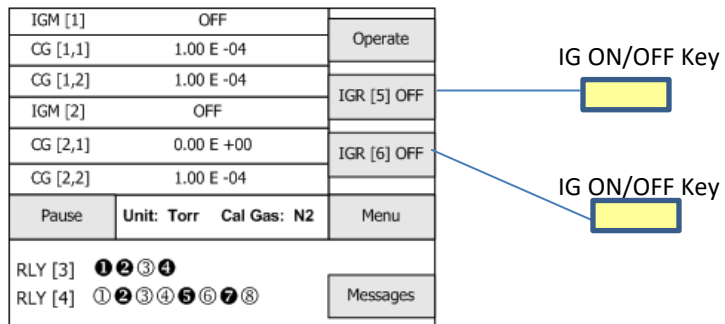 IGM [1] OFF
Operate
CG [1,1] 1.00 E -04
IG ON/OFF Key
CG [1,2] 1.00 E -04
IGR [5] OFF
IGM [2] OFF
CG [2,1] 0.00 E +00
IGR [6] OFF
CG [2,2] 1.00 E -04
IG ON/OFF Key
Pause Unit: Torr Cal Gas: N2 Menu
RLY [3] ❶❷③❹
RLY [4] ①❷③④❺⑥❼⑧
Messages